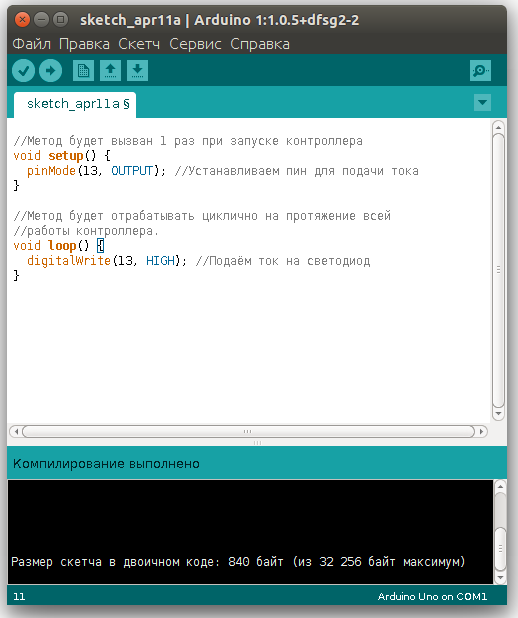 sketch_apr11a | Arduino 1:1.0.5+dfsg2-2
Файл Правка Скетч Сервис Справка
sketch_apr11a §
//Метод будет вызван 1 раз при запуске контроллера
void setup() {
  pinMode(13, OUTPUT); //Устанавливаем пин для подачи тока
}
//Метод будет отрабатывать циклично на протяжение всей
//работы контроллера.
void loop() {
  digitalWrite(13, HIGH); //Подаём ток на светодиод
}
Компилирование выполнено
Размер скетча в двоичном коде: 840 байт (из 32 256 байт максимум)
11 Arduino Uno on COM1